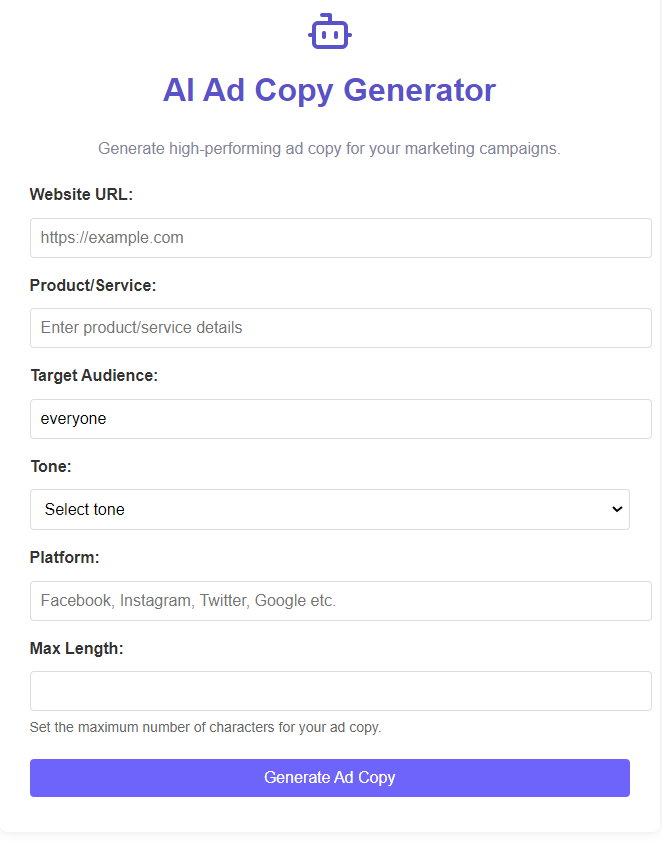 AI Ad Copy Generator
Generate high-performing ad copy for your marketing campaigns.
Website URL:
https://example.com
Product/Service:
Enter product/service details
Target Audience:
everyone
Tone:
Select tone
Platform:
Facebook, Instagram, Twitter, Google etc.
Max Length:
Set the maximum number of characters for your ad copy.
Generate Ad Copy